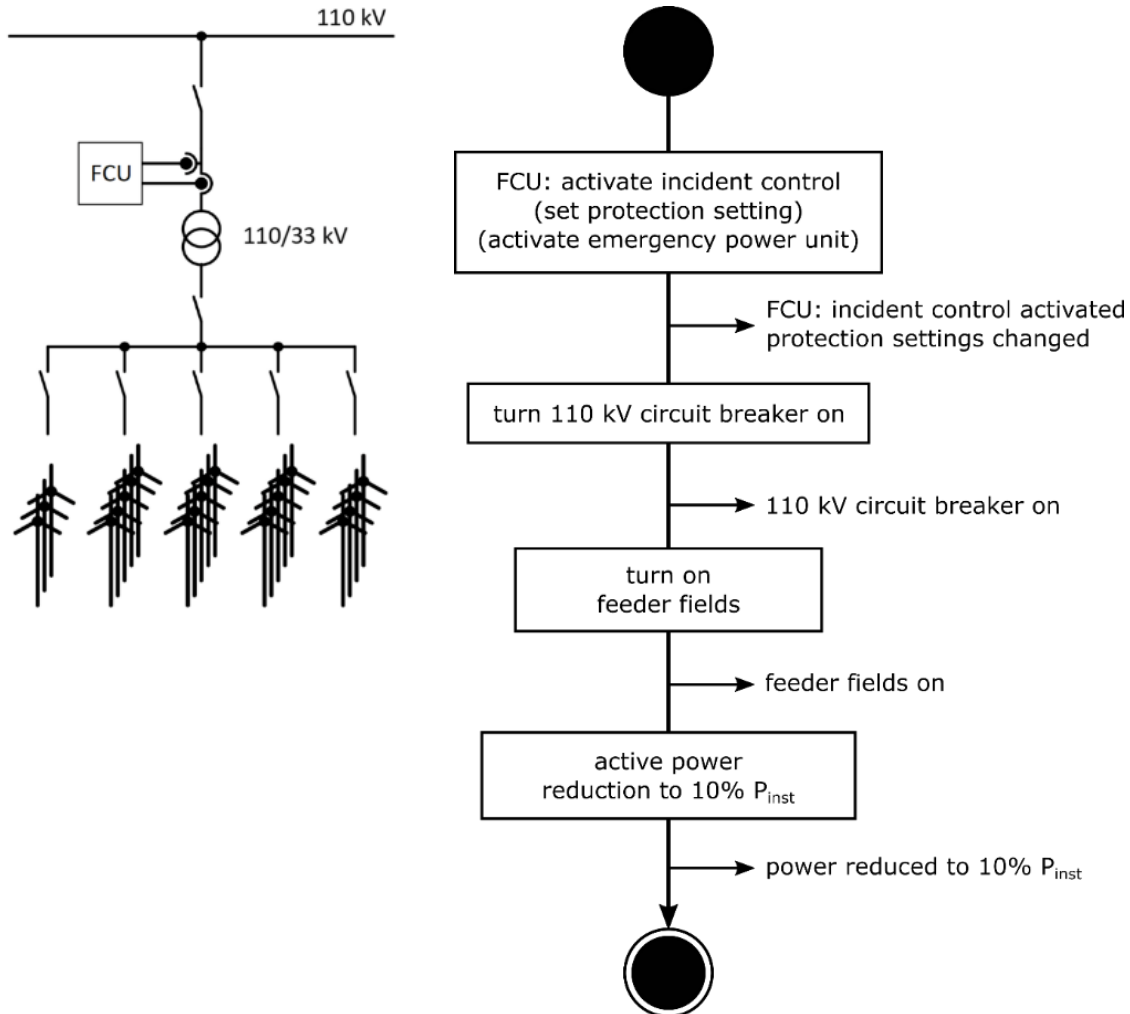 110 kV
FCU
110/33 kV
FCU: activate incident control
(set protection setting)
(activate emergency power unit)
FCU: incident control activated
protection settings changed
turn 110 kV circuit breaker on
110 kV circuit breaker on
turn on
feeder fields
feeder fields on
active power
reduction to 10% Pinst
power reduced to 10% Pinst